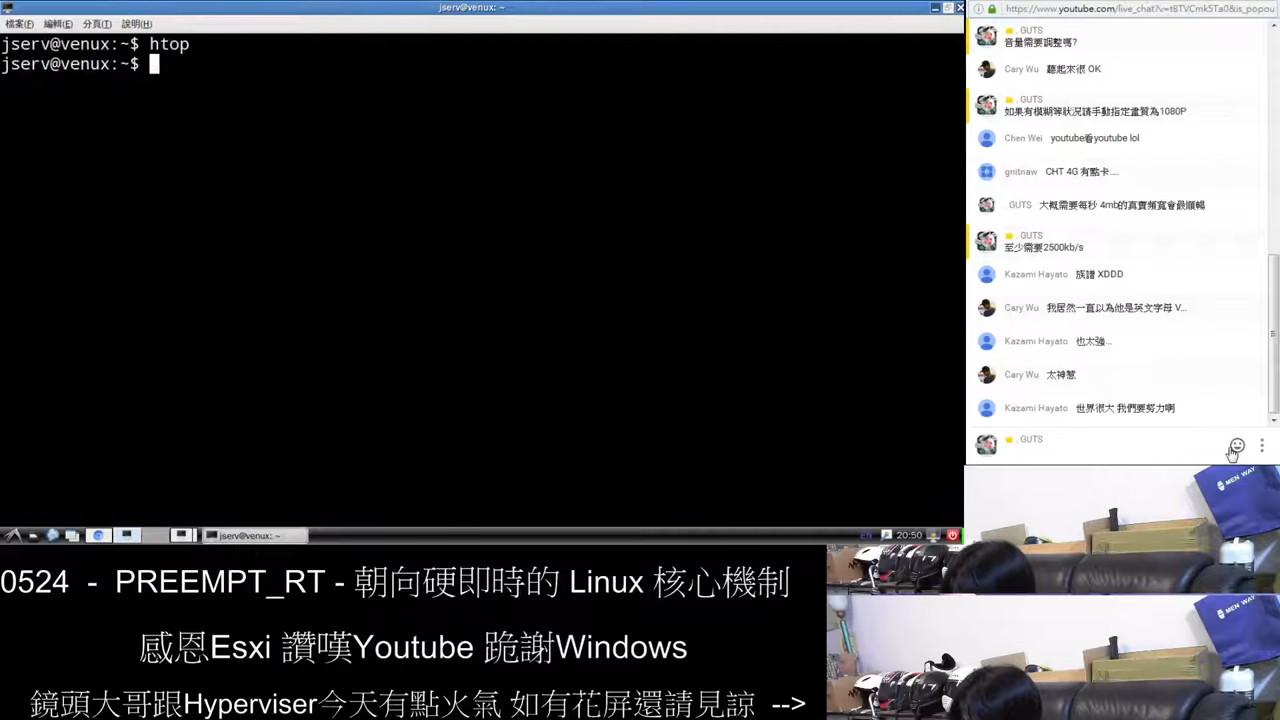 jserv@venux: ~
檔案(F) 編輯(E) 分頁(T) 說明(H)
jserv@venux:~$ htop
jserv@venux:~$
jserv@venux: ~
EN
20:50
https://www.youtube.com/live_chat?v=t8TVCmk5Ta0&is_popou
. GUTS
音量需要調整嗎?
Cary Wu 聽起來很 OK
. GUTS
如果有模糊等狀況請手動指定畫質為1080P
Chen Wei youtube看youtube lol
gnitnaw CHT 4G 有點卡....
GUTS 大概需要每秒 4mb的真實頻寬會最順暢
. GUTS
至少需要2500kb/s
Kazami Hayato 族譜 XDDD
Cary Wu 我居然一直以為他是英文字母 V...
Kazami Hayato 也太強...
Cary Wu 太神惹
Kazami Hayato 世界很大 我們要努力啊
. GUTS
MEN WAY
MEN WAY
0524 - PREEMPT_RT - 朝向硬即時的 Linux 核心機制
感恩Esxi 讚嘆Youtube 跪謝Windows
鏡頭大哥跟Hyperviser今天有點火氣 如有花屏還請見諒 -->